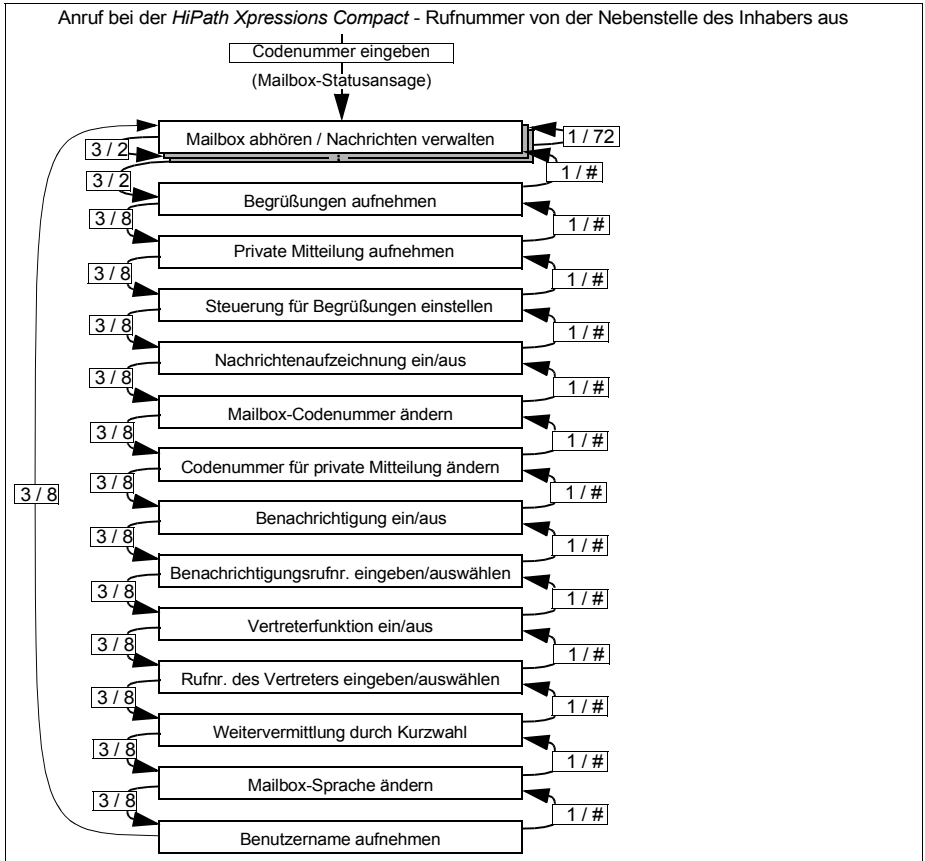 Anruf bei der HiPath Xpressions Compact - Rufnummer von der Nebenstelle des Inhabers aus
Codenummer eingeben
(Mailbox-Statusansage)
Mailbox abhören / Nachrichten verwalten
1 / 72
3 / 2
1 / #
3 / 2
Begrüßungen aufnehmen
3 / 8
1 / #
Private Mitteilung aufnehmen
3 / 8
1 / #
Steuerung für Begrüßungen einstellen
3 / 8
1 / #
Nachrichtenaufzeichnung ein/aus
3 / 8
1 / #
Mailbox-Codenummer ändern
3 / 8
1 / #
Codenummer für private Mitteilung ändern
3 / 8
3 / 8
1 / #
Benachrichtigung ein/aus
3 / 8
1 / #
Benachrichtigungsrufnr. eingeben/auswählen
3 / 8
1 / #
Vertreterfunktion ein/aus
3 / 8
1 / #
Rufnr. des Vertreters eingeben/auswählen
3 / 8
1 / #
Weitervermittlung durch Kurzwahl
3 / 8
1 / #
Mailbox-Sprache ändern
3 / 8
1 / #
Benutzername aufnehmen